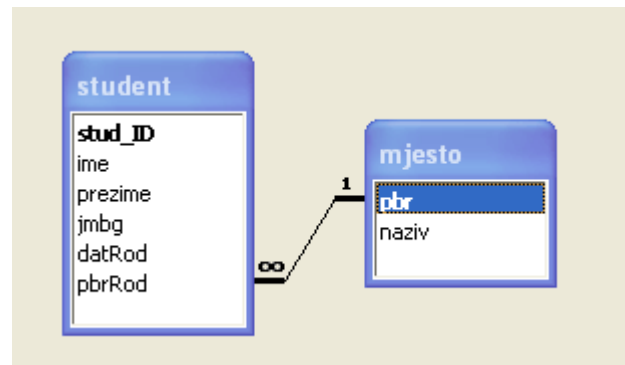 student
stud_ID
ime
prezime
jmbg
datRod
pbrRod
∞
1
mjesto
pbr
naziv